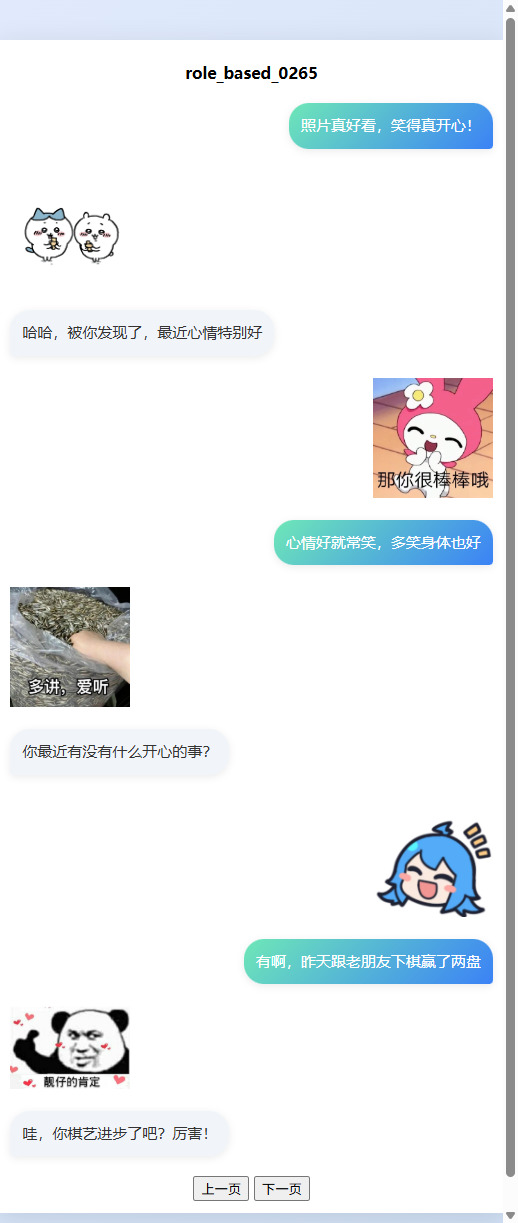 role_based_0265
照片真好看，笑得真开心！
哈哈，被你发现了，最近心情特别好
那你很棒棒哦
心情好就常笑，多笑身体也好
多讲，爱听
你最近有没有什么开心的事？
有啊，昨天跟老朋友下棋赢了两盘
靓仔的肯定
哇，你棋艺进步了吧？厉害！
上一页 下一页